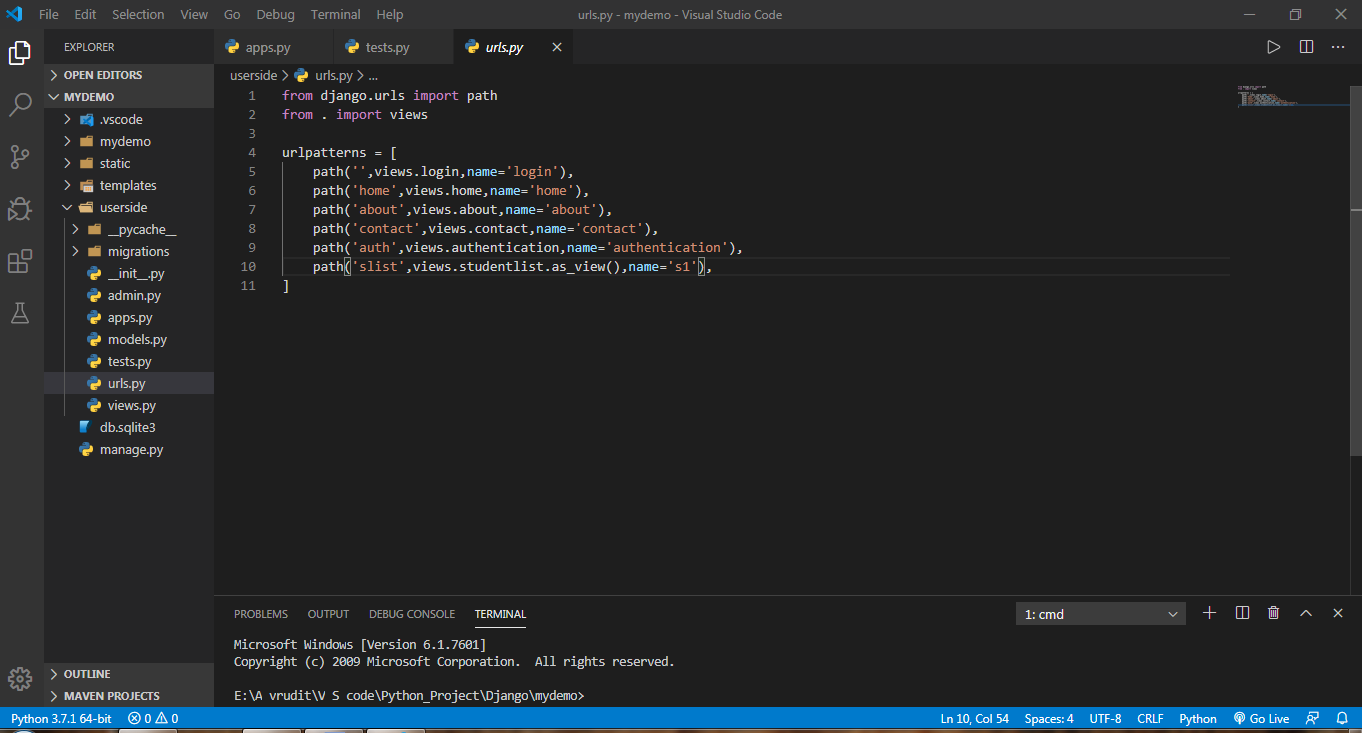 File Edit Selection View Go Debug Terminal Help urls.py - mydemo - Visual Studio Code
EXPLORER
OPEN EDITORS
MYDEMO
.vscode
mydemo
static
templates
userside
__pycache__
migrations
__init__.py
admin.py
apps.py
models.py
tests.py
urls.py
views.py
db.sqlite3
manage.py
OUTLINE
MAVEN PROJECTS
apps.py tests.py urls.py
userside > urls.py > ...
1 from django.urls import path
2 from . import views
3
4 urlpatterns = [
5 path('',views.login,name='login'),
6 path('home',views.home,name='home'),
7 path('about',views.about,name='about'),
8 path('contact',views.contact,name='contact'),
9 path('auth',views.authentication,name='authentication'),
10 path('slist',views.studentlist.as_view(),name='s1'),
11 ]
PROBLEMS OUTPUT DEBUG CONSOLE TERMINAL 1: cmd
Microsoft Windows [Version 6.1.7601]
Copyright (c) 2009 Microsoft Corporation. All rights reserved.
E:\A vrudit\V S code\Python_Project\Django\mydemo>
Python 3.7.1 64-bit 0 0 Ln 10, Col 54 Spaces: 4 UTF-8 CRLF Python Go Live